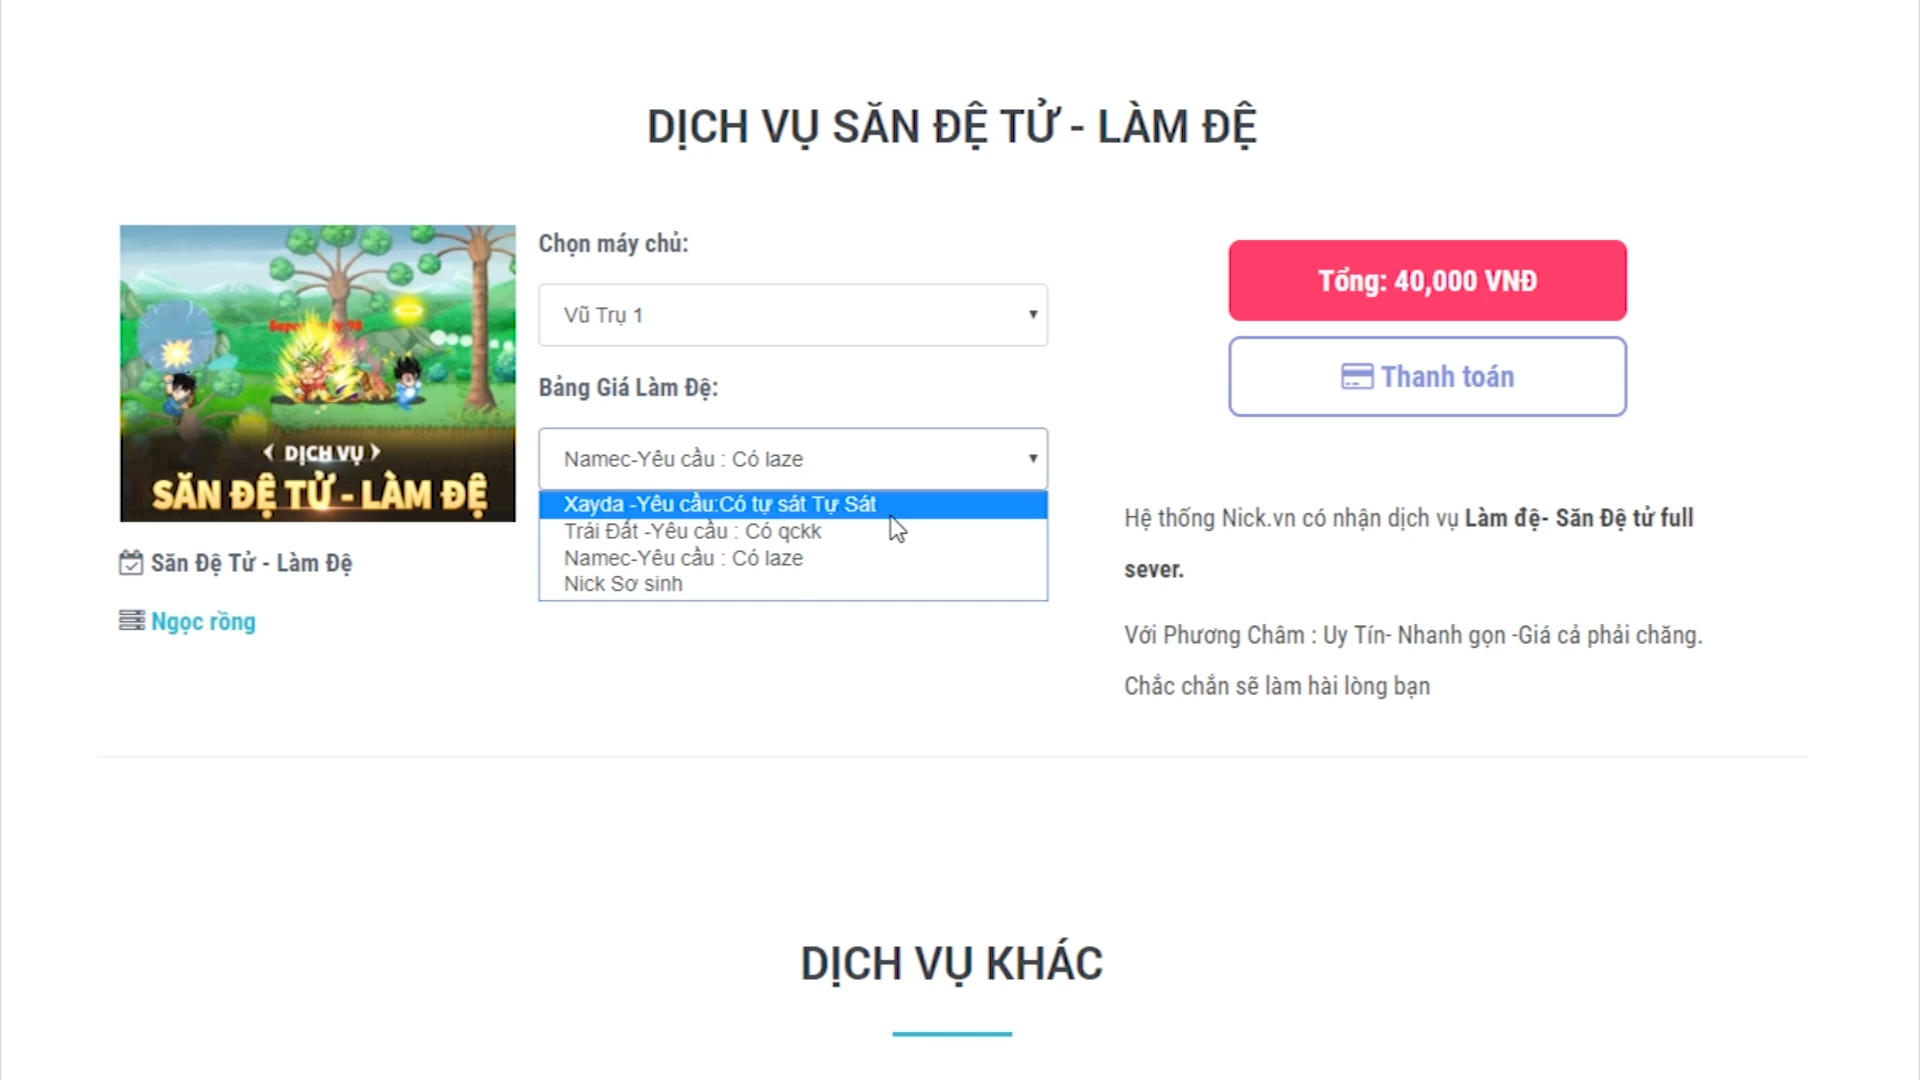 DỊCH VỤ SĂN ĐỆ TỬ - LÀM ĐỆ
DỊCH VỤ
SĂN ĐỆ TỬ - LÀM ĐỆ
Săn Đệ Tử - Làm Đệ
Ngọc rồng
Chọn máy chủ:
Vũ Trụ 1
Bảng Giá Làm Đệ:
Namec-Yêu cầu : Có laze
Xayda -Yêu cầu:Có tự sát Tự Sát
Trái Đất -Yêu cầu : Có qckk
Namec-Yêu cầu : Có laze
Nick Sơ sinh
Tổng: 40,000 VNĐ
Thanh toán
Hệ thống Nick.vn có nhận dịch vụ Làm đệ- Săn Đệ tử full
sever.
Với Phương Châm : Uy Tín- Nhanh gọn -Giá cả phải chăng.
Chắc chắn sẽ làm hài lòng bạn
DỊCH VỤ KHÁC